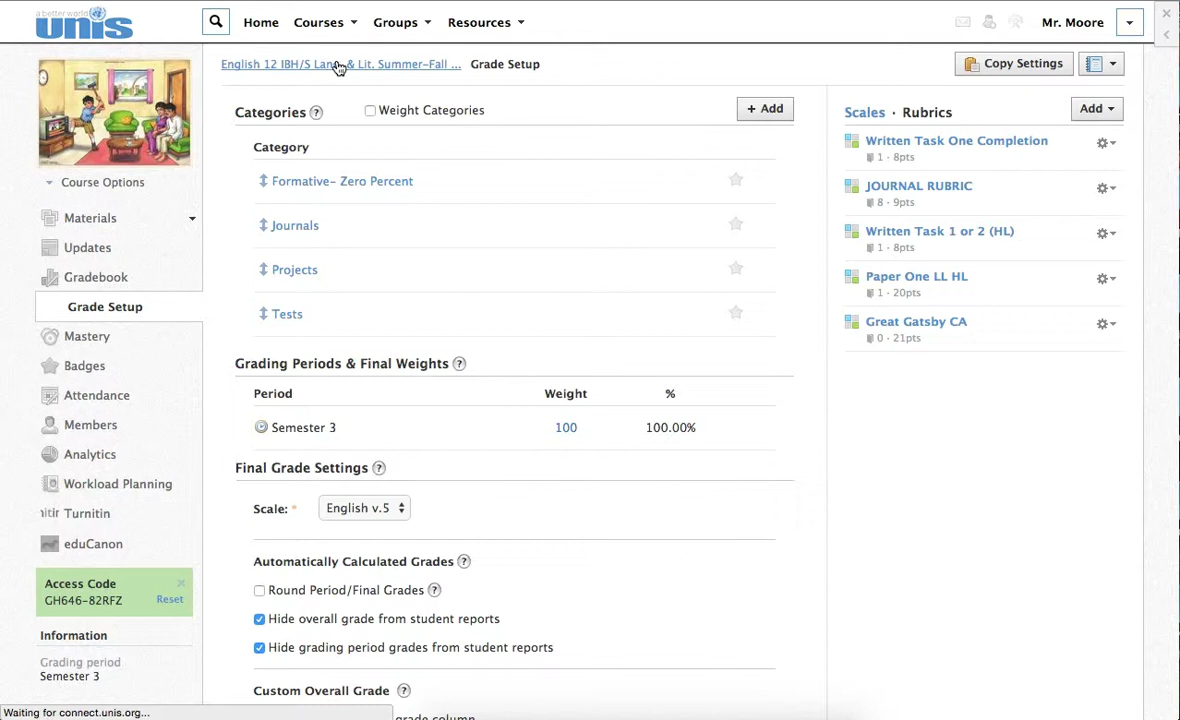 a better world
unis
Home
Courses
Groups
Resources
Mr. Moore
English 12 IBH/S Lang & Lit. Summer-Fall ...
Grade Setup
Copy Settings
Course Options
Materials
Updates
Gradebook
Grade Setup
Mastery
Badges
Attendance
Members
Analytics
Workload Planning
Turnitin
eduCanon
Access Code
GH646-82RFZ
Reset
Information
Grading period
Semester 3
Categories ?
Weight Categories
+ Add
Category
Formative- Zero Percent
Journals
Projects
Tests
Grading Periods & Final Weights ?
Period Weight %
Semester 3 100 100.00%
Final Grade Settings ?
Scale: * English v.5
Automatically Calculated Grades ?
Round Period/Final Grades ?
Hide overall grade from student reports
Hide grading period grades from student reports
Custom Overall Grade ?
grade column
Scales · Rubrics
Add
Written Task One Completion
1 · 8pts
JOURNAL RUBRIC
8 · 9pts
Written Task 1 or 2 (HL)
1 · 8pts
Paper One LL HL
1 · 20pts
Great Gatsby CA
0 · 21pts
Waiting for connect.unis.org...